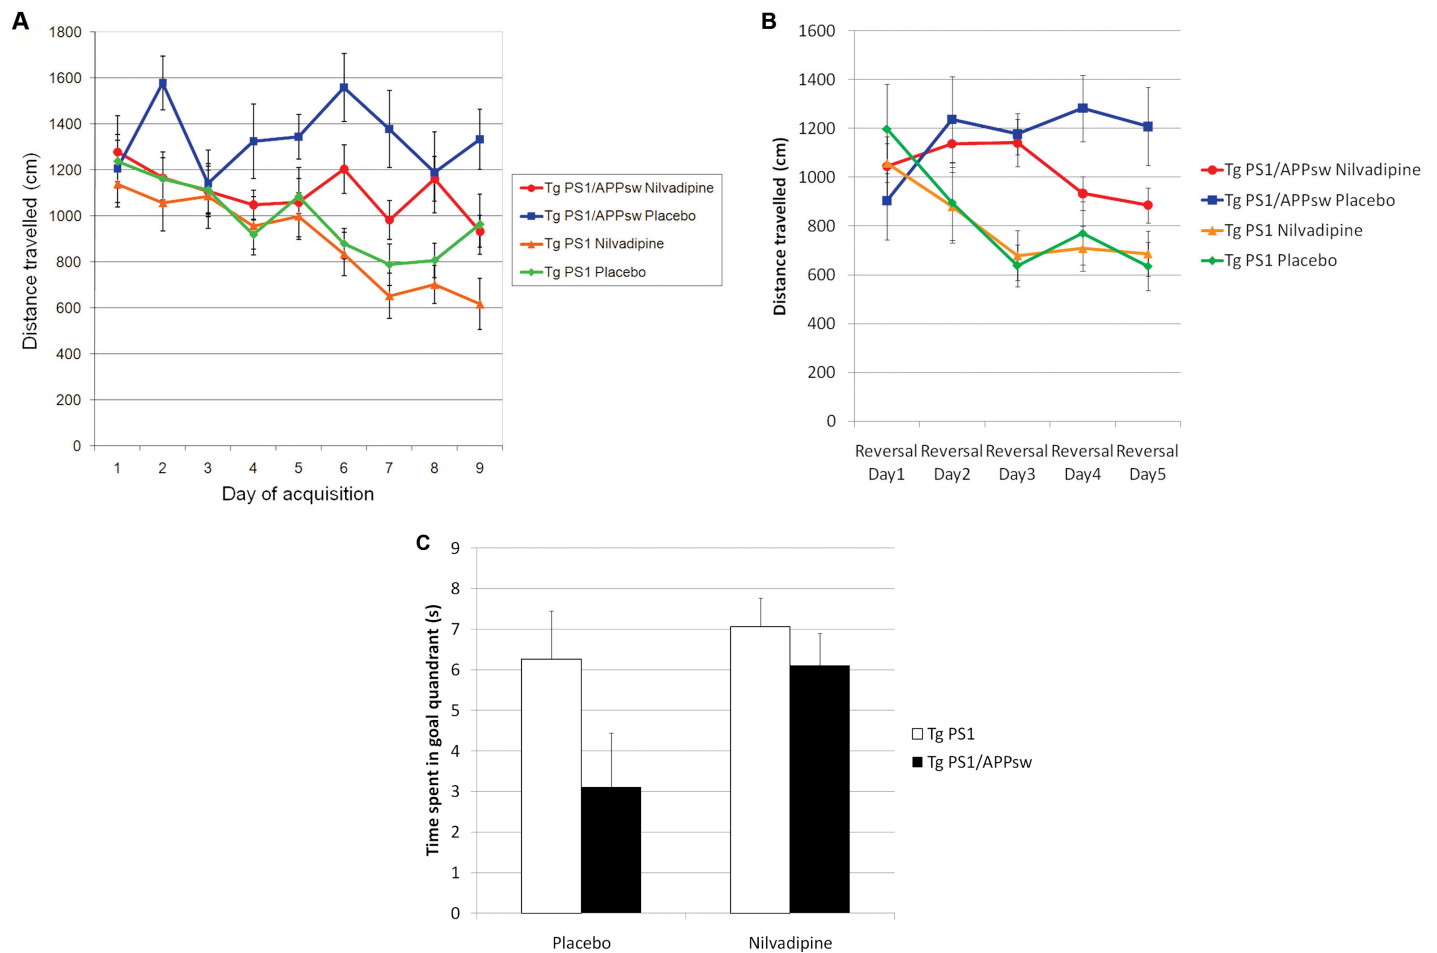 A
1800
1600
1400
1200
1000
800
600
400
200
0
Distance travelled (cm)
1 2 3 4 5 6 7 8 9
Day of acquisition
Tg PS1/APPsw Nilvadipine
Tg PS1/APPsw Placebo
Tg PS1 Nilvadipine
Tg PS1 Placebo
B
1600
1400
1200
1000
800
600
400
200
0
Distance travelled (cm)
Reversal Reversal Reversal Reversal Reversal
Day1 Day2 Day3 Day4 Day5
Tg PS1/APPsw Nilvadipine
Tg PS1/APPsw Placebo
Tg PS1 Nilvadipine
Tg PS1 Placebo
C
9
8
7
6
5
4
3
2
1
0
Time spent in goal quandrant (s)
Placebo Nilvadipine
Tg PS1
Tg PS1/APPsw